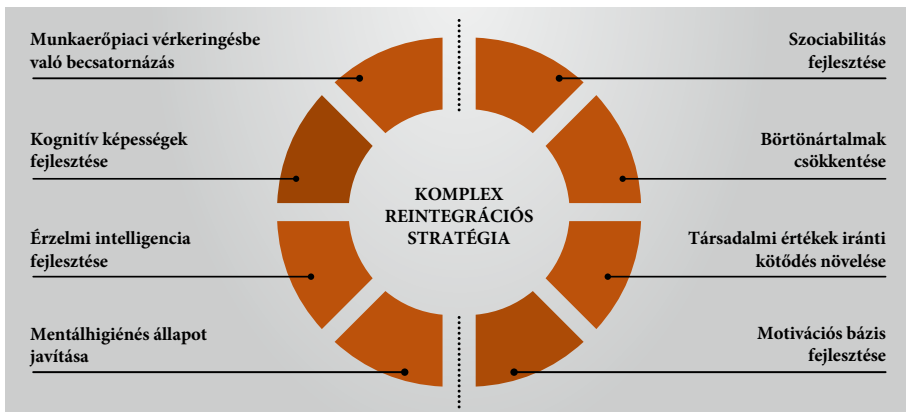 Munkaerőpiaci vérkeringésbe
való becsatornázás
Kognitív képességek
fejlesztése
Érzelmi intelligencia
fejlesztése
Mentálhigiénés állapot
javítása
KOMPLEX
REINTEGRÁCIÓS
STRATÉGIA
Szociabilitás
fejlesztése
Börtönártalmak
csökkentése
Társadalmi értékek iránti
kötődés növelése
Motivációs bázis
fejlesztése